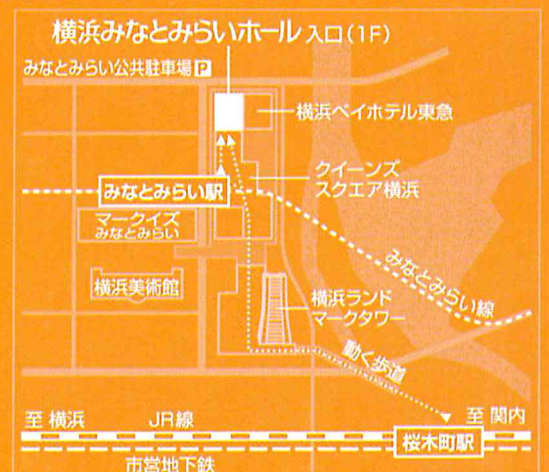 横浜みなとみらいホール 入口(1F)
みなとみらい公共駐車場 P
横浜ベイホテル東急
クイーンズ
スクエア横浜
みなとみらい駅
マークイズ
みなとみらい
みなとみらい線
横浜美術館
横浜ランド
マークタワー
動く歩道
至 横浜
JR線
至 関内
桜木町駅
市営地下鉄